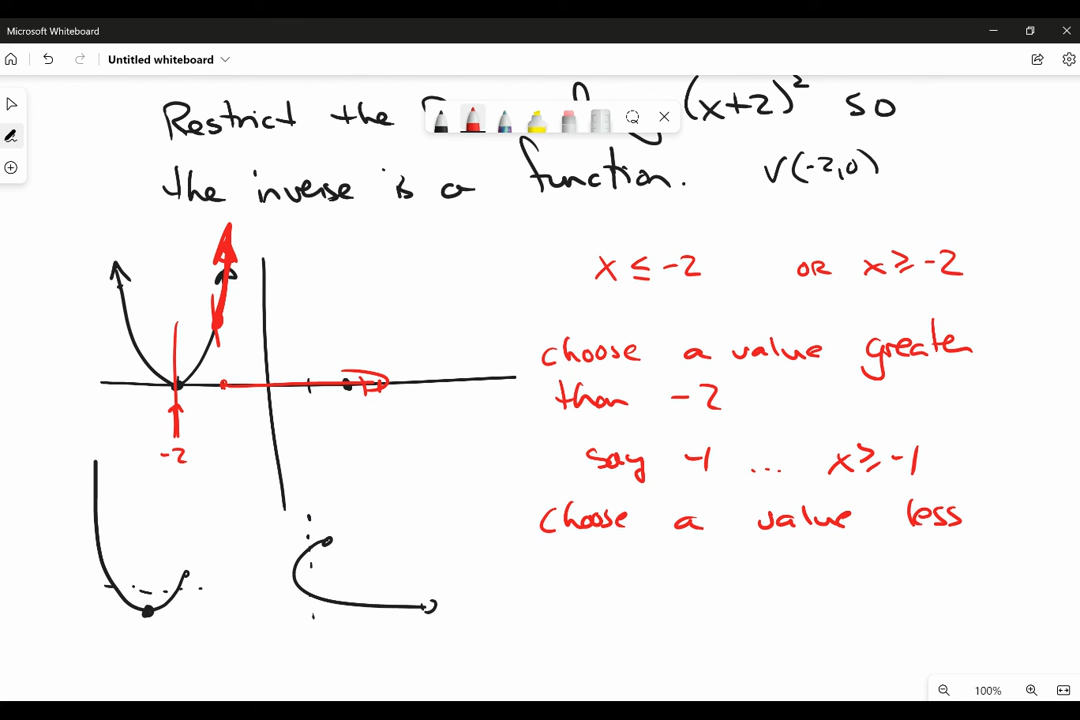 Microsoft Whiteboard
Untitled whiteboard
Restrict the (x+2)² so
the inverse is a function. V(-2,0)
x ≤ -2 OR x ≥ -2
choose a value greater
than -2
-2
say -1 ... x ≥ -1
choose a value less
100%